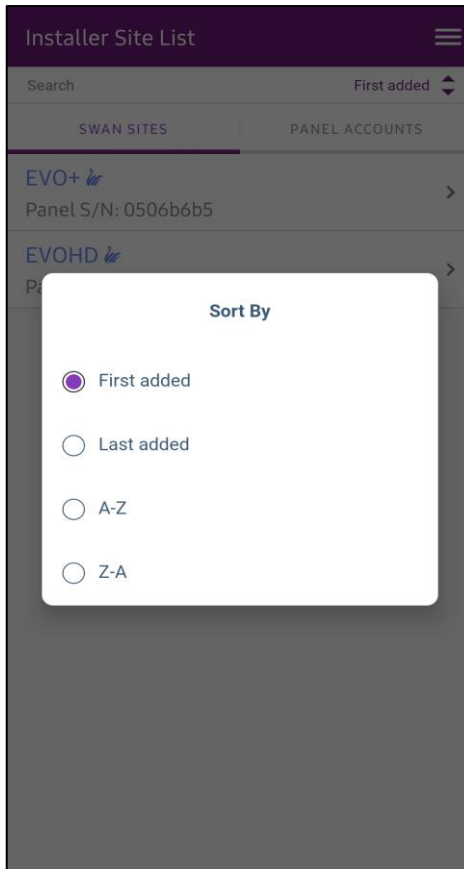 Installer Site List
Search First added
SWAN SITES PANEL ACCOUNTS
EVO+
Panel S/N: 0506b6b5
EVOHD
Sort By
First added
Last added
A-Z
Z-A